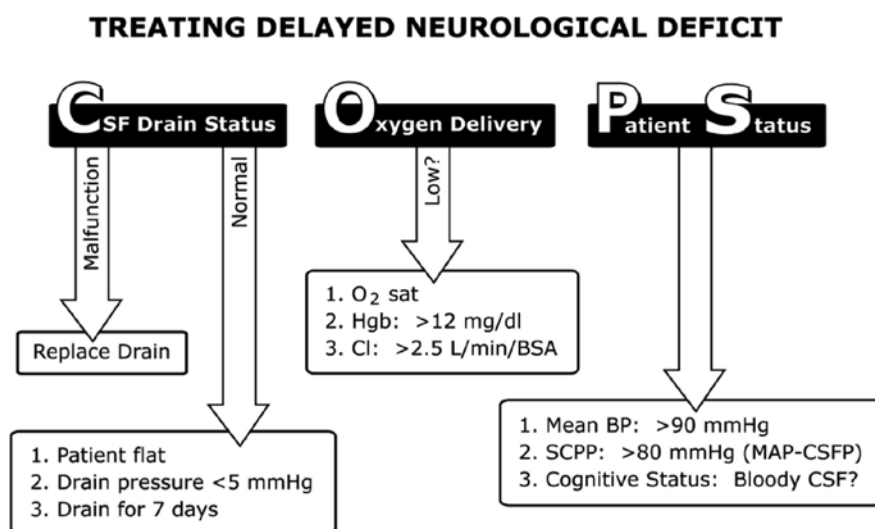 TREATING DELAYED NEUROLOGICAL DEFICIT
CSF Drain Status
Malfunction
Normal
Replace Drain
1. Patient flat
2. Drain pressure <5 mmHg
3. Drain for 7 days
Oxygen Delivery
Low?
1. O₂ sat
2. Hgb: >12 mg/dl
3. CI: >2.5 L/min/BSA
Patient Status
1. Mean BP: >90 mmHg
2. SCPP: >80 mmHg (MAP-CSFP)
3. Cognitive Status: Bloody CSF?